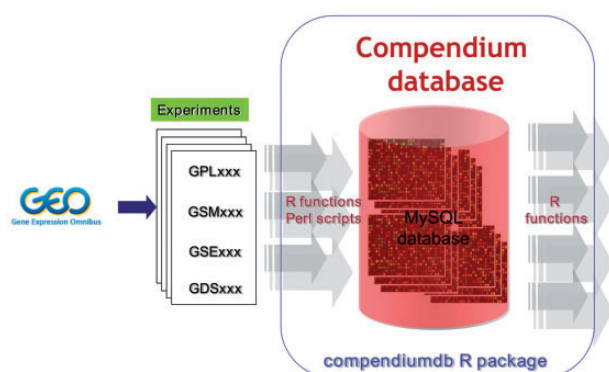 Compendium
database
Experiments
GPLxxx
GSMxxx
GSExxx
GDSxxx
GEO
Gene Expression Omnibus
R functions
Perl scripts
MySQL
database
R
functions
compendiumdb R package